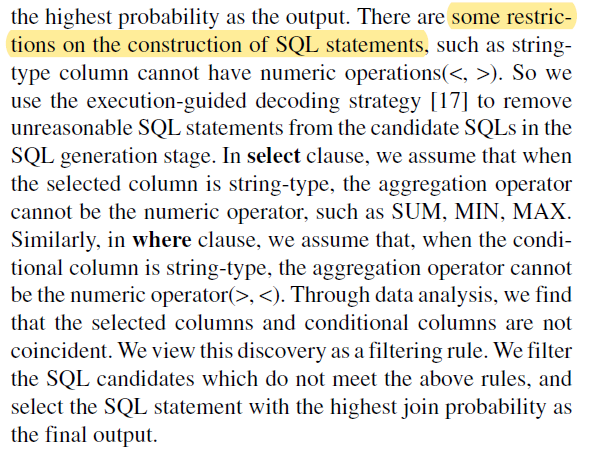 the highest probability as the output. There are some restric-
tions on the construction of SQL statements, such as string-
type column cannot have numeric operations(<, >). So we
use the execution-guided decoding strategy [17] to remove
unreasonable SQL statements from the candidate SQLs in the
SQL generation stage. In select clause, we assume that when
the selected column is string-type, the aggregation operator
cannot be the numeric operator, such as SUM, MIN, MAX.
Similarly, in where clause, we assume that, when the condi-
tional column is string-type, the aggregation operator cannot
be the numeric operator(>, <). Through data analysis, we find
that the selected columns and conditional columns are not
coincident. We view this discovery as a filtering rule. We filter
the SQL candidates which do not meet the above rules, and
select the SQL statement with the highest join probability as
the final output.